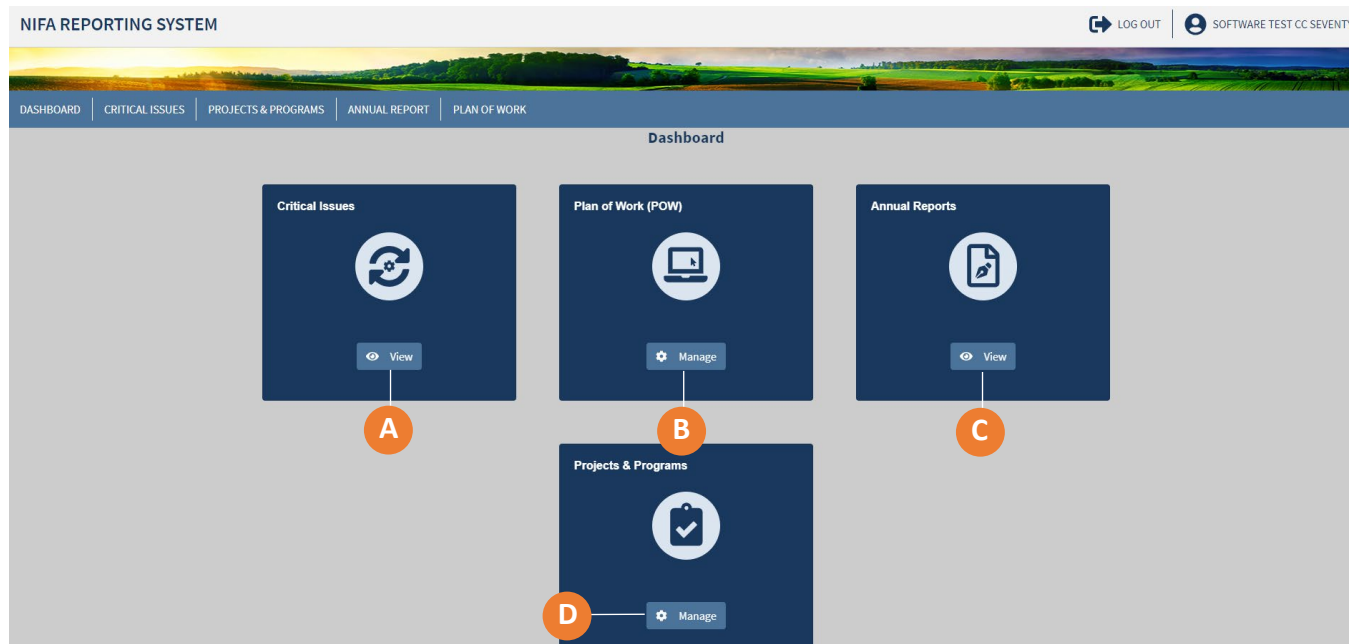 NIFA REPORTING SYSTEM
LOG OUT
SOFTWARE TEST CC SEVENTY
DASHBOARD
CRITICAL ISSUES
PROJECTS & PROGRAMS
ANNUAL REPORT
PLAN OF WORK
Dashboard
Critical Issues
View
A
Plan of Work (POW)
Manage
B
Annual Reports
View
C
Projects & Programs
Manage
D